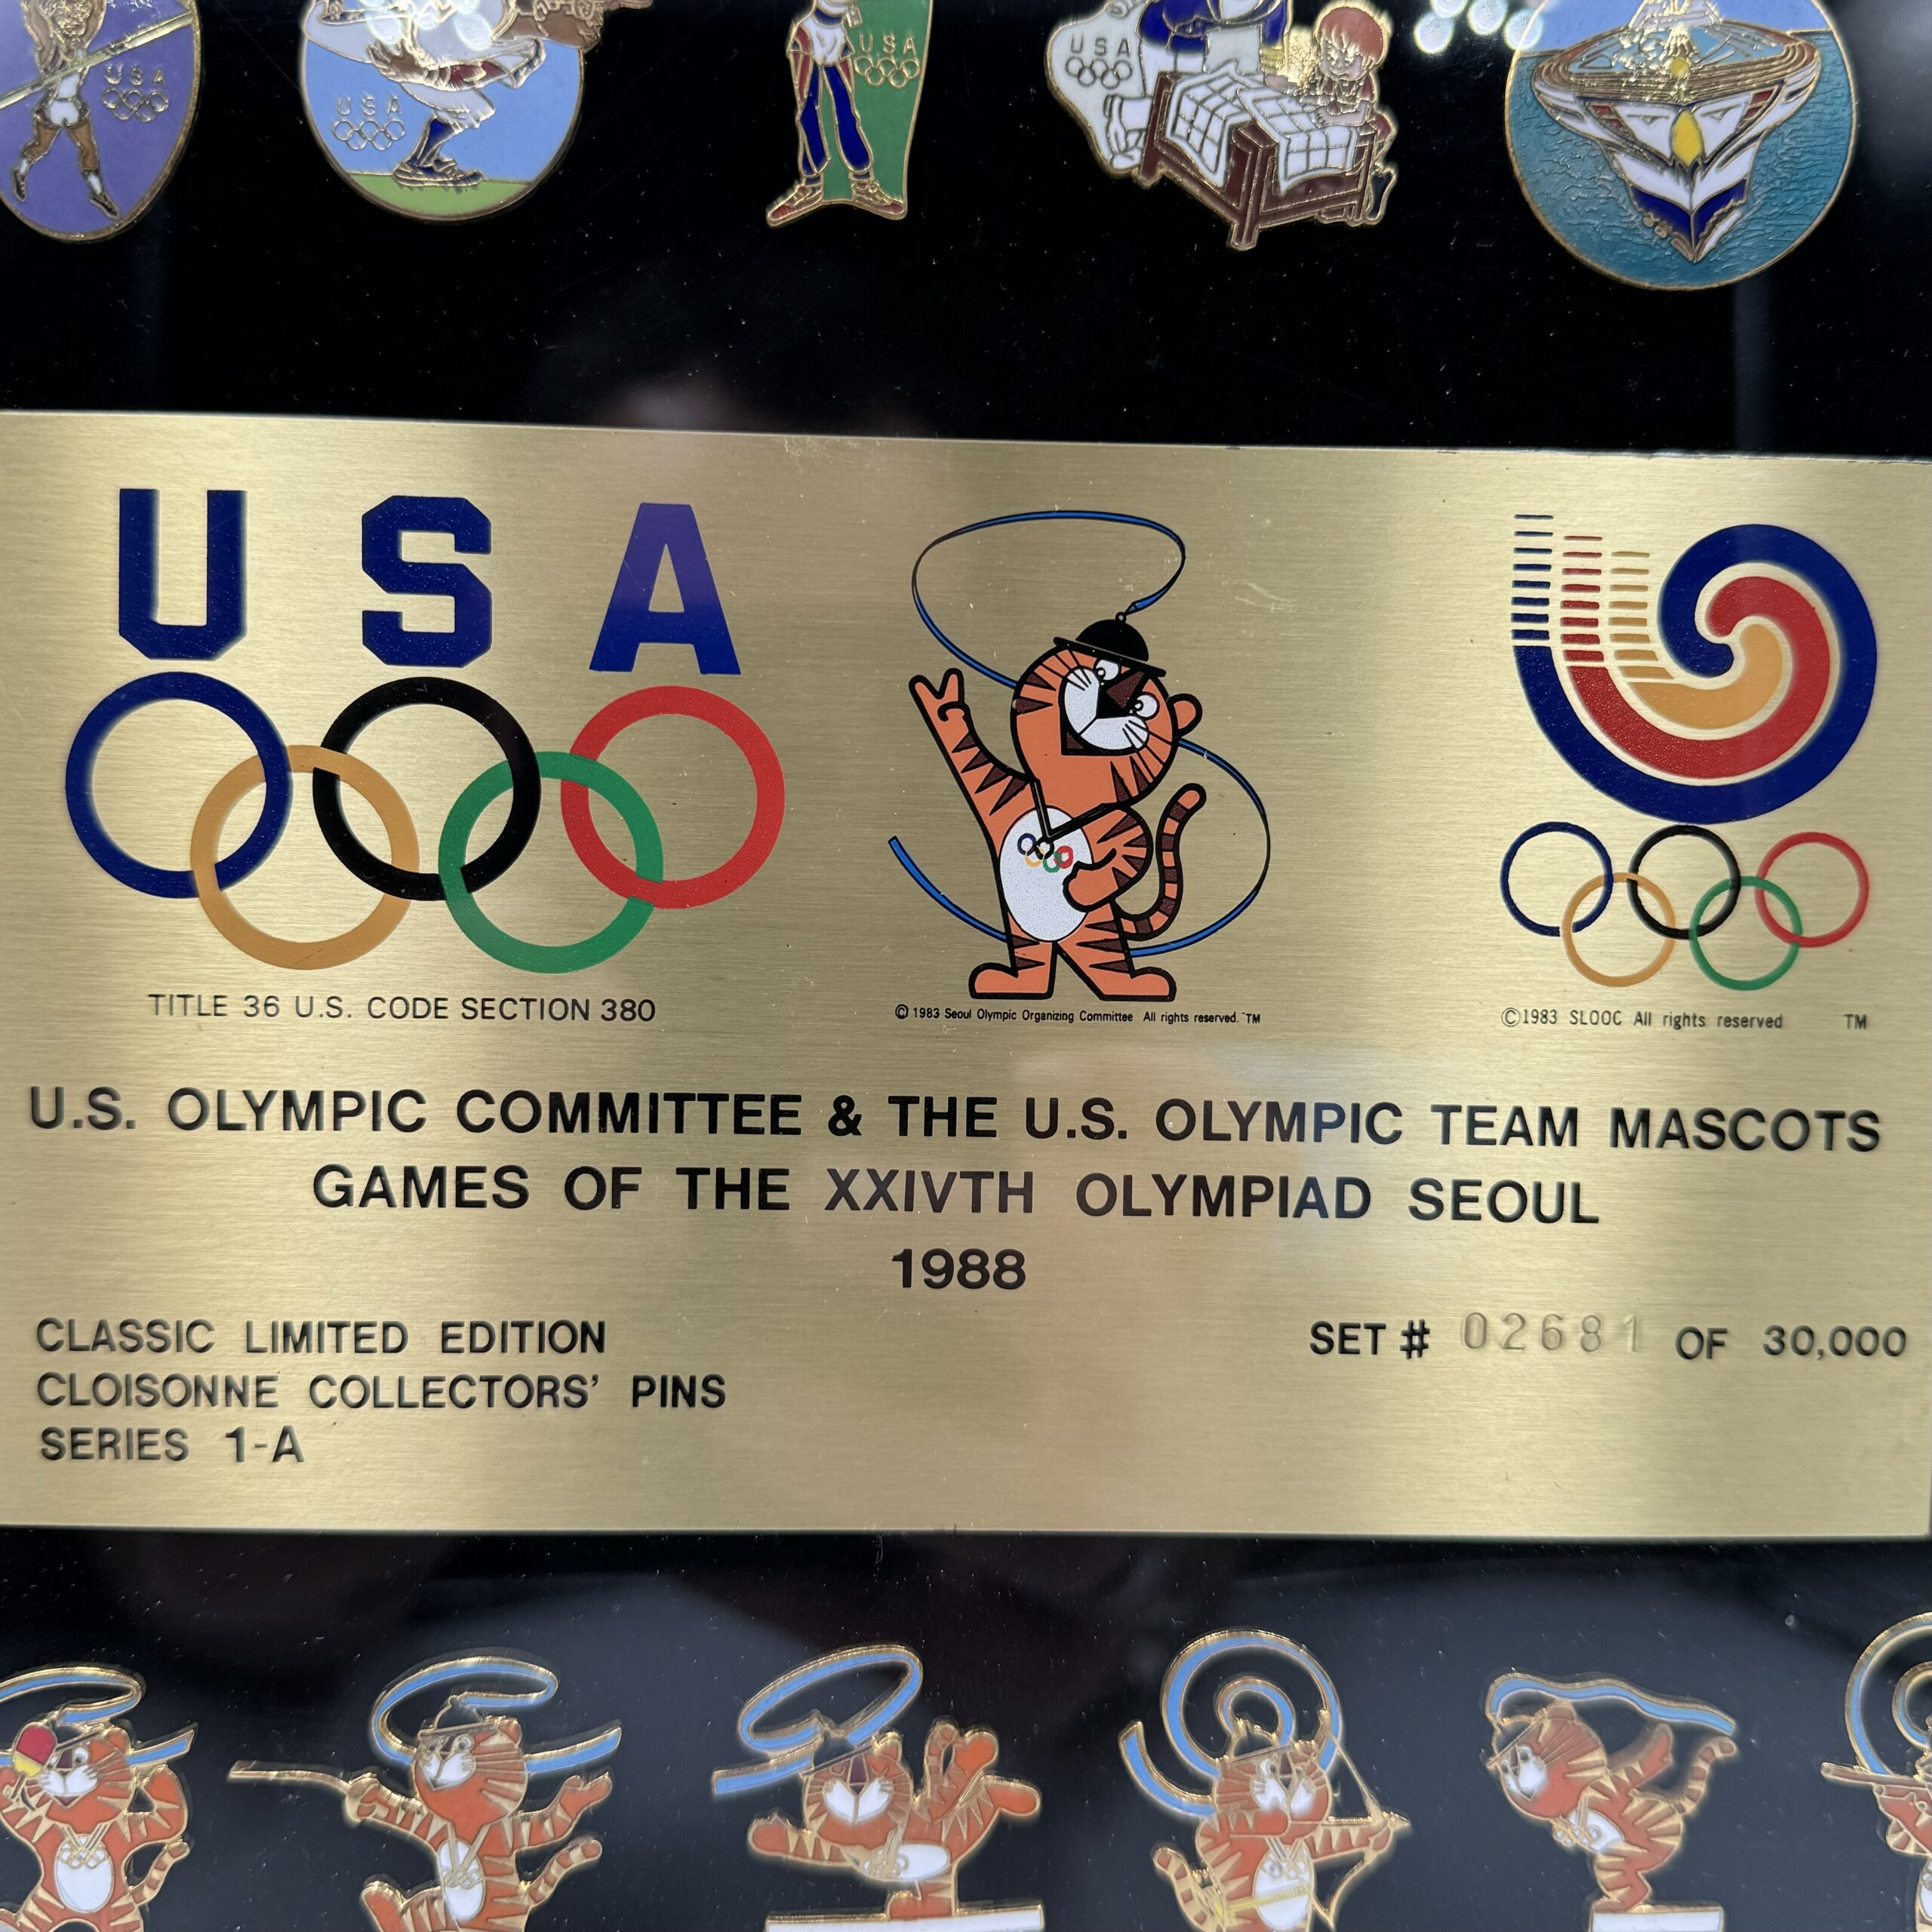 USA
USA
USA
USA
USA
TITLE 36 U.S. CODE SECTION 380
© 1983 Seoul Olympic Organizing Committee All rights reserved. TM
©1983 SLOOC All rights reserved TM
U.S. OLYMPIC COMMITTEE & THE U.S. OLYMPIC TEAM MASCOTS
GAMES OF THE XXIVTH OLYMPIAD SEOUL
1988
CLASSIC LIMITED EDITION
CLOISONNE COLLECTORS' PINS
SERIES 1-A
SET # 02681 OF 30,000